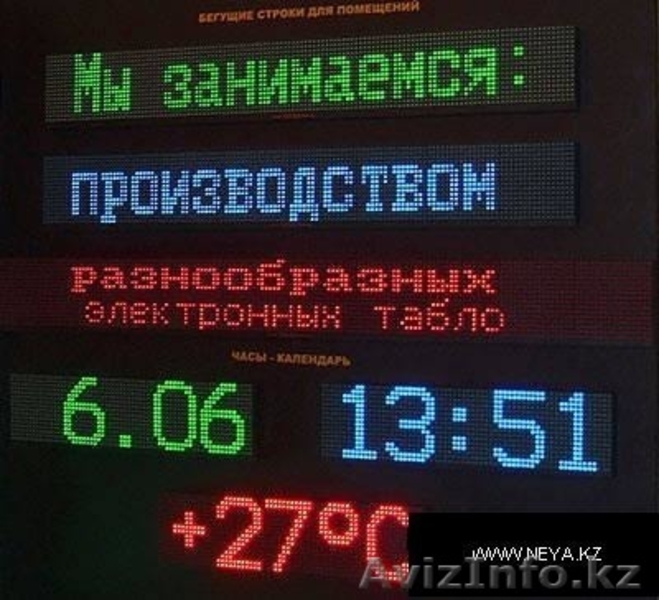 БЕГУЩИЕ СТРОКИ ДЛЯ ПОМЕЩЕНИЙ
Мы занимаемся:
ПРОИЗВОДСТВОМ
разнообразных
электронных табло
ЧАСЫ - КАЛЕНДАРЬ
6.06 13:51
+27°C
WWW.NEYA.KZ
AvizInfo.kz